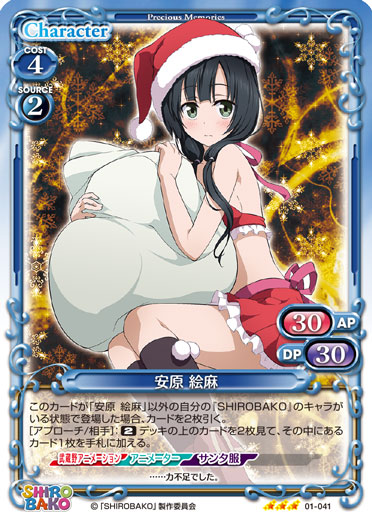 Precious Memories
Character
COST
4
SOURCE
2
30 AP
DP 30
安原 絵麻
このカードが「安原 絵麻」以外の自分の『SHIROBAKO』のキャラが
いる状態で登場した場合、カードを2枚引く。
[アプローチ/相手]:2 デッキの上のカードを2枚見て、その中にある
カード1枚を手札に加える。
武蔵野アニメーション アニメーター サンタ服
……力不足でした。
SHIRO
BAKO
01-041
©「SHIROBAKO」製作委員会